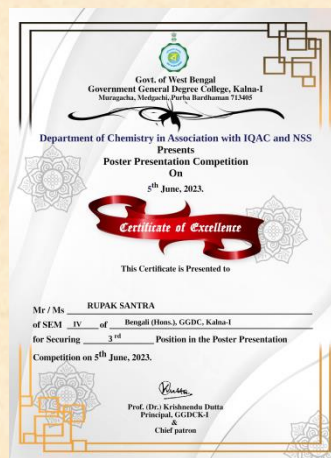 Govt. of West Bengal
Government General Degree College, Kalna-I
Muragacha, Medgachi, Purba Bardhaman 713405
Department of Chemistry in Association with IQAC and NSS
Presents
Poster Presentation Competition
On
5th June, 2023.
Certificate of Excellence
This Certificate is Presented to
Mr / Ms RUPAK SANTRA
of SEM IV of Bengali (Hons.), GGDC, Kalna-I
for Securing 3rd Position in the Poster Presentation
Competition on 5th June, 2023.
Prof. (Dr.) Krishnendu Dutta
Principal, GGDCK-I
&
Chief patron